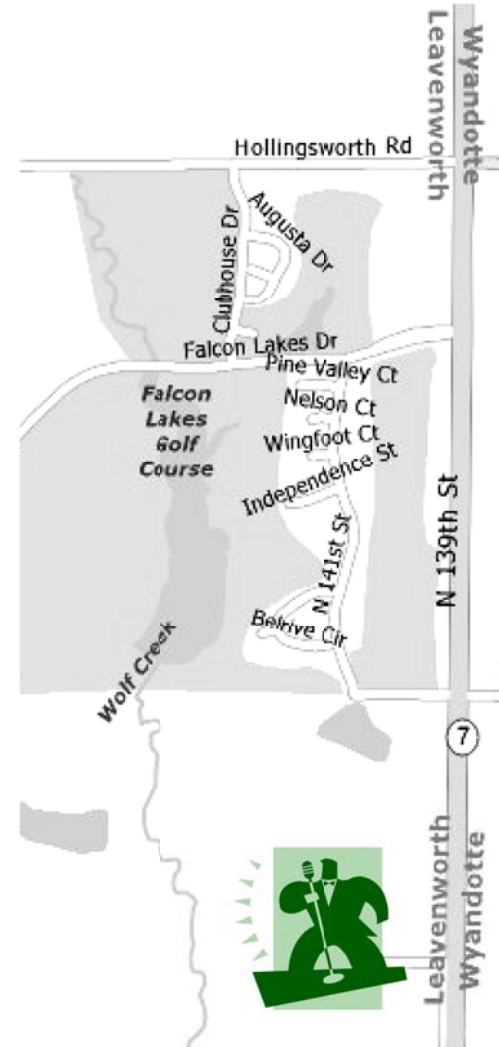 Leavenworth
Wyandotte
Hollingsworth Rd
Augusta Dr
Clubhouse Dr
Falcon Lakes Dr
Pine Valley Ct
Falcon
Lakes
Golf
Course
Nelson Ct
Wingfoot Ct
Independence St
N 139th St
N 141st St
Belrive Cir
Wolf Creek
7
Leavenworth
Wyandotte